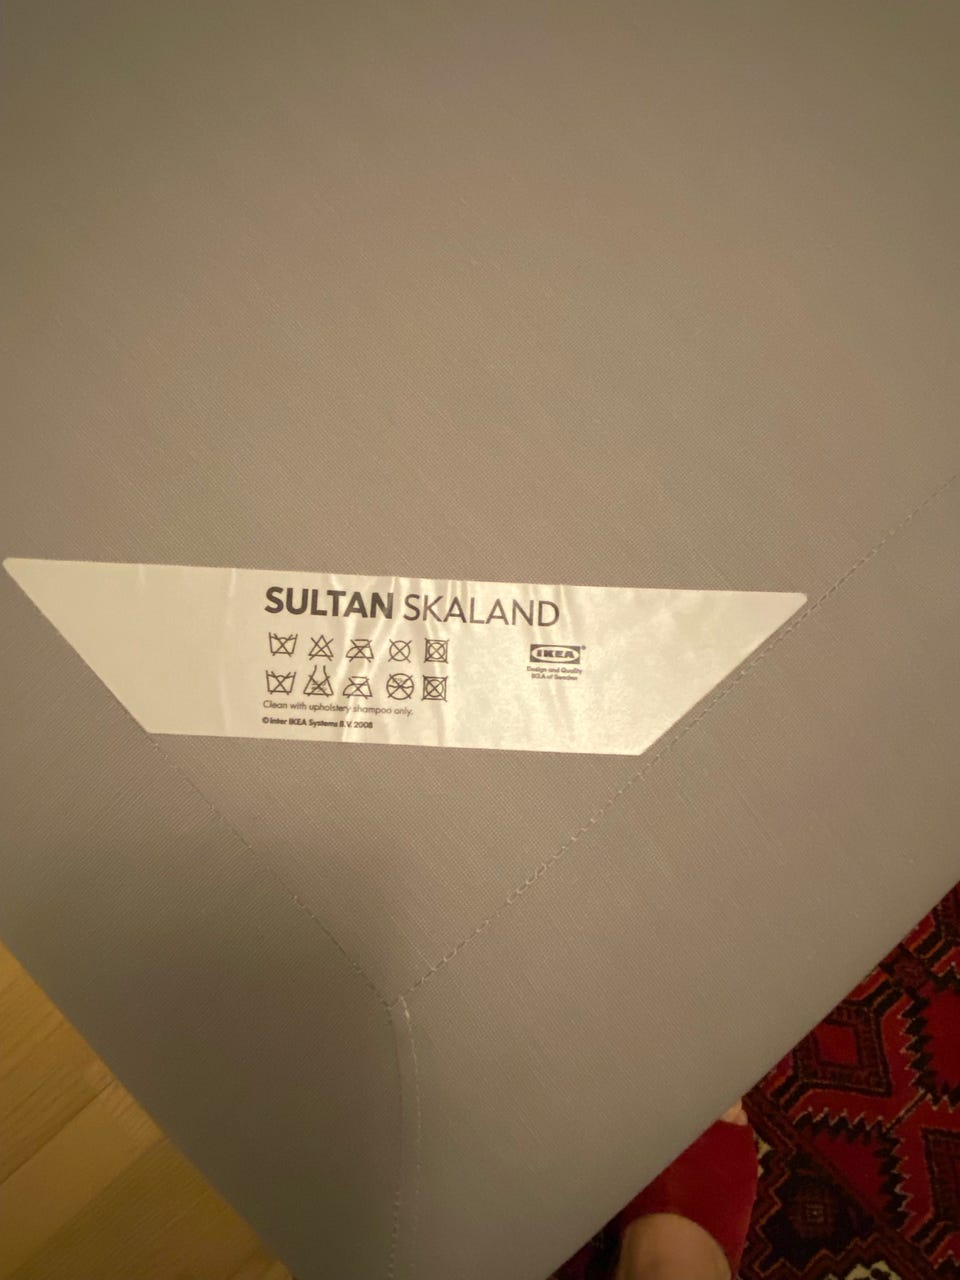 SULTAN SKALAND
IKEA®
Design and Quality
IKEA of Sweden
Clean with upholstery shampoo only.
© Inter IKEA Systems B.V. 2008